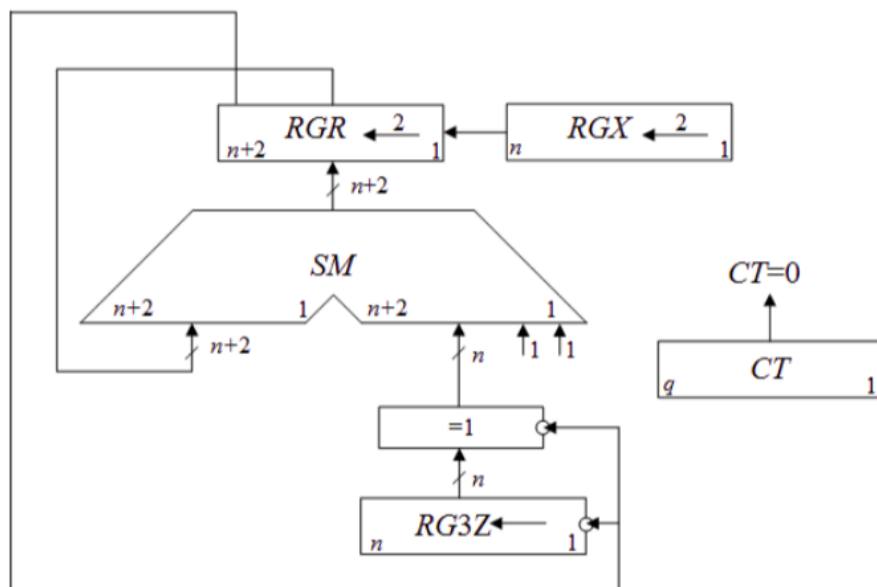 RGR 2
n+2 1
RGX 2
n 1
n+2
SM
n+2 1 n+2 1
n+2
n
1 1
CT=0
CT
q 1
=1
n
RG3Z
n 1